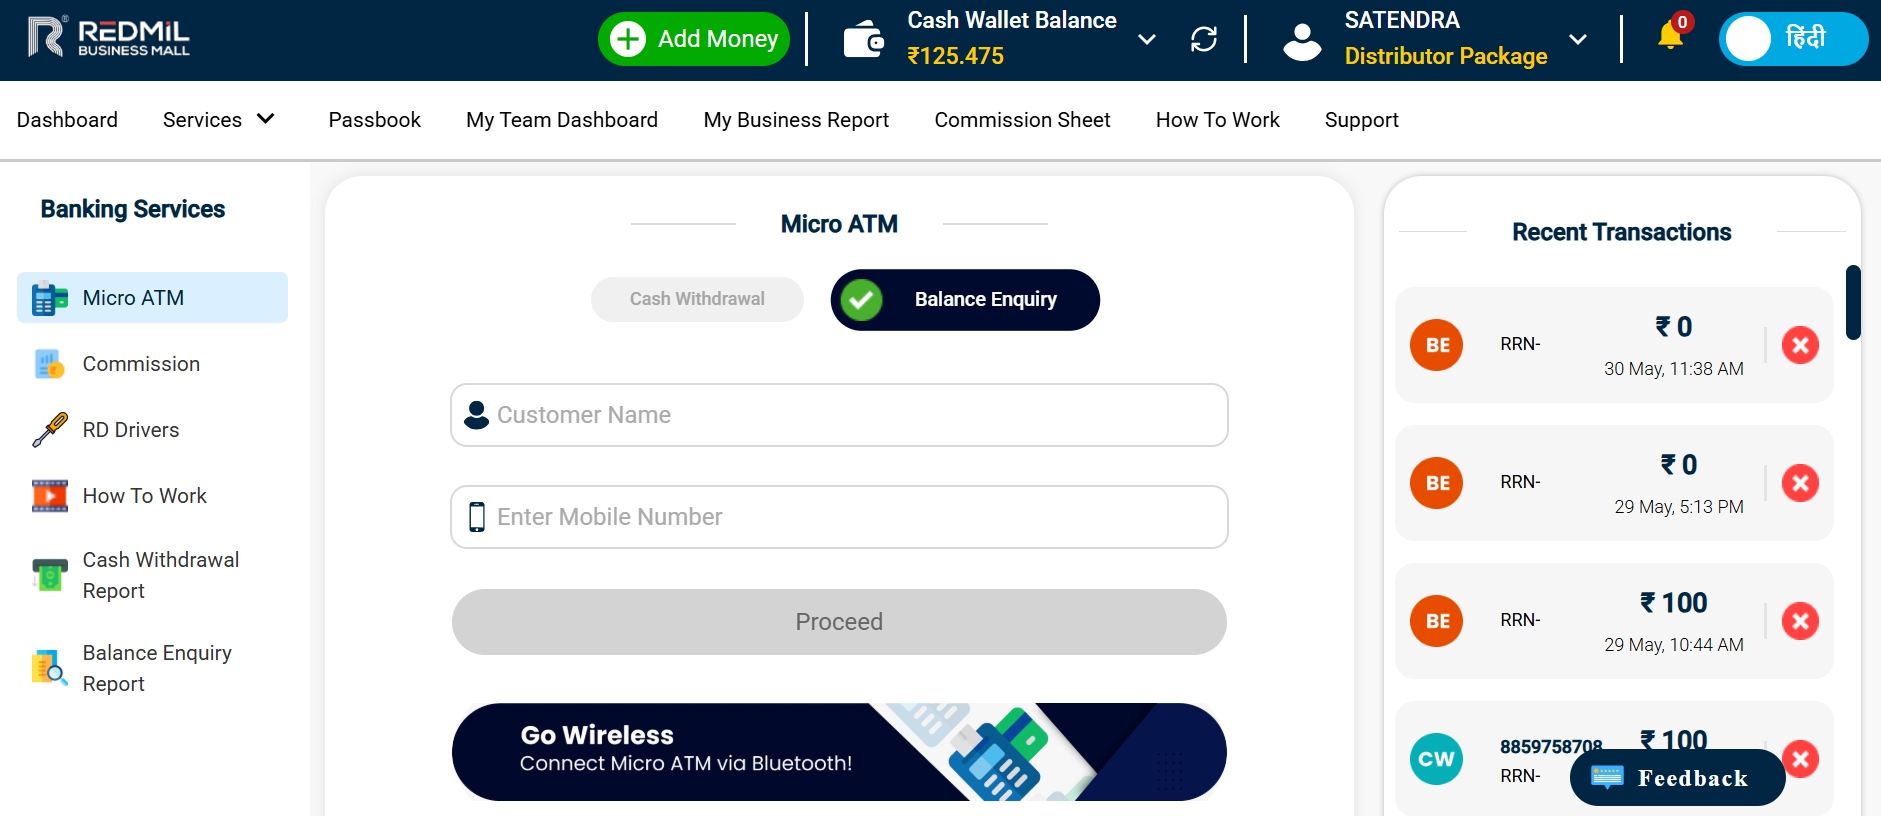 REDMiL
BUSINESS MALL
Add Money
Cash Wallet Balance
₹125.475
SATENDRA
Distributor Package
0
हिंदी
Dashboard
Services
Passbook
My Team Dashboard
My Business Report
Commission Sheet
How To Work
Support
Banking Services
Micro ATM
Commission
RD Drivers
How To Work
Cash Withdrawal
Report
Balance Enquiry
Report
Micro ATM
Cash Withdrawal
Balance Enquiry
Customer Name
Enter Mobile Number
Proceed
Go Wireless
Connect Micro ATM via Bluetooth!
Recent Transactions
BE
RRN-
₹ 0
30 May, 11:38 AM
BE
RRN-
₹ 0
29 May, 5:13 PM
BE
RRN-
₹ 100
29 May, 10:44 AM
CW
8859758708
RRN-
₹ 100
Feedback